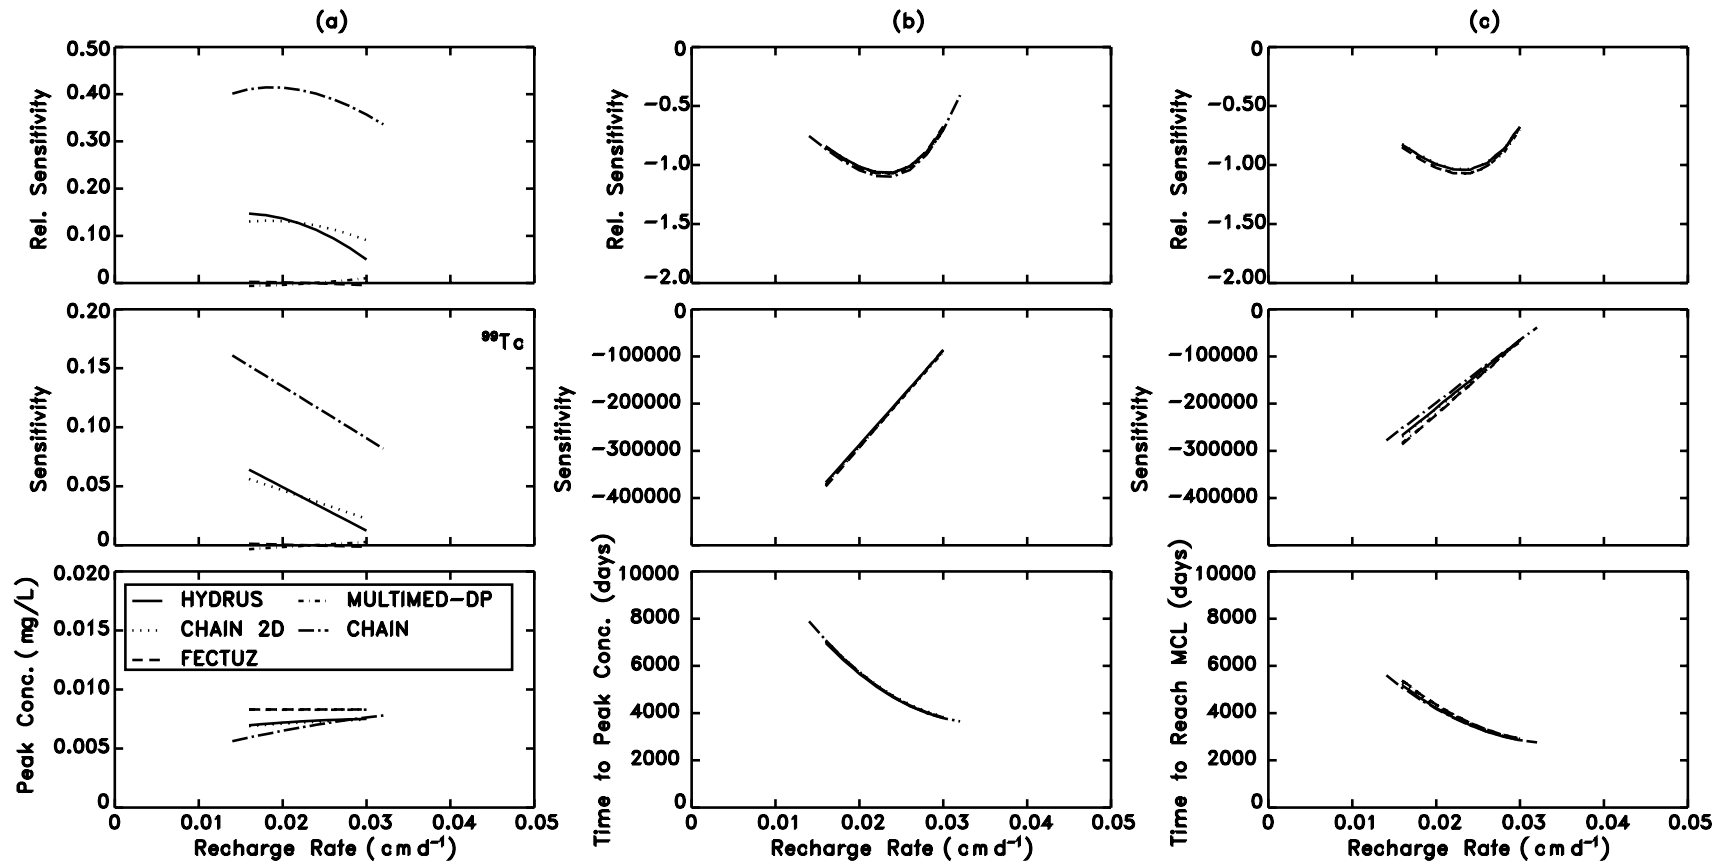 (a)
(b)
(c)
Rel. Sensitivity
0.50
0.40
0.30
0.20
0.10
0
Rel. Sensitivity
0
−0.5
−1.0
−1.5
−2.0
Rel. Sensitivity
0
−0.50
−1.00
−1.50
−2.00
Sensitivity
0.20
0.15
0.10
0.05
0
⁹⁹Tc
Sensitivity
0
−100000
−200000
−300000
−400000
Sensitivity
0
−100000
−200000
−300000
−400000
Peak Conc. (mg/L)
0.020
0.015
0.010
0.005
0
HYDRUS
CHAIN 2D
FECTUZ
MULTIMED−DP
CHAIN
0 0.01 0.02 0.03 0.04 0.05
Recharge Rate (cm d⁻¹)
Time to Peak Conc. (days)
10000
8000
6000
4000
2000
0
0 0.01 0.02 0.03 0.04 0.05
Recharge Rate (cm d⁻¹)
Time to Reach MCL (days)
10000
8000
6000
4000
2000
0
0 0.01 0.02 0.03 0.04 0.05
Recharge Rate (cm d⁻¹)